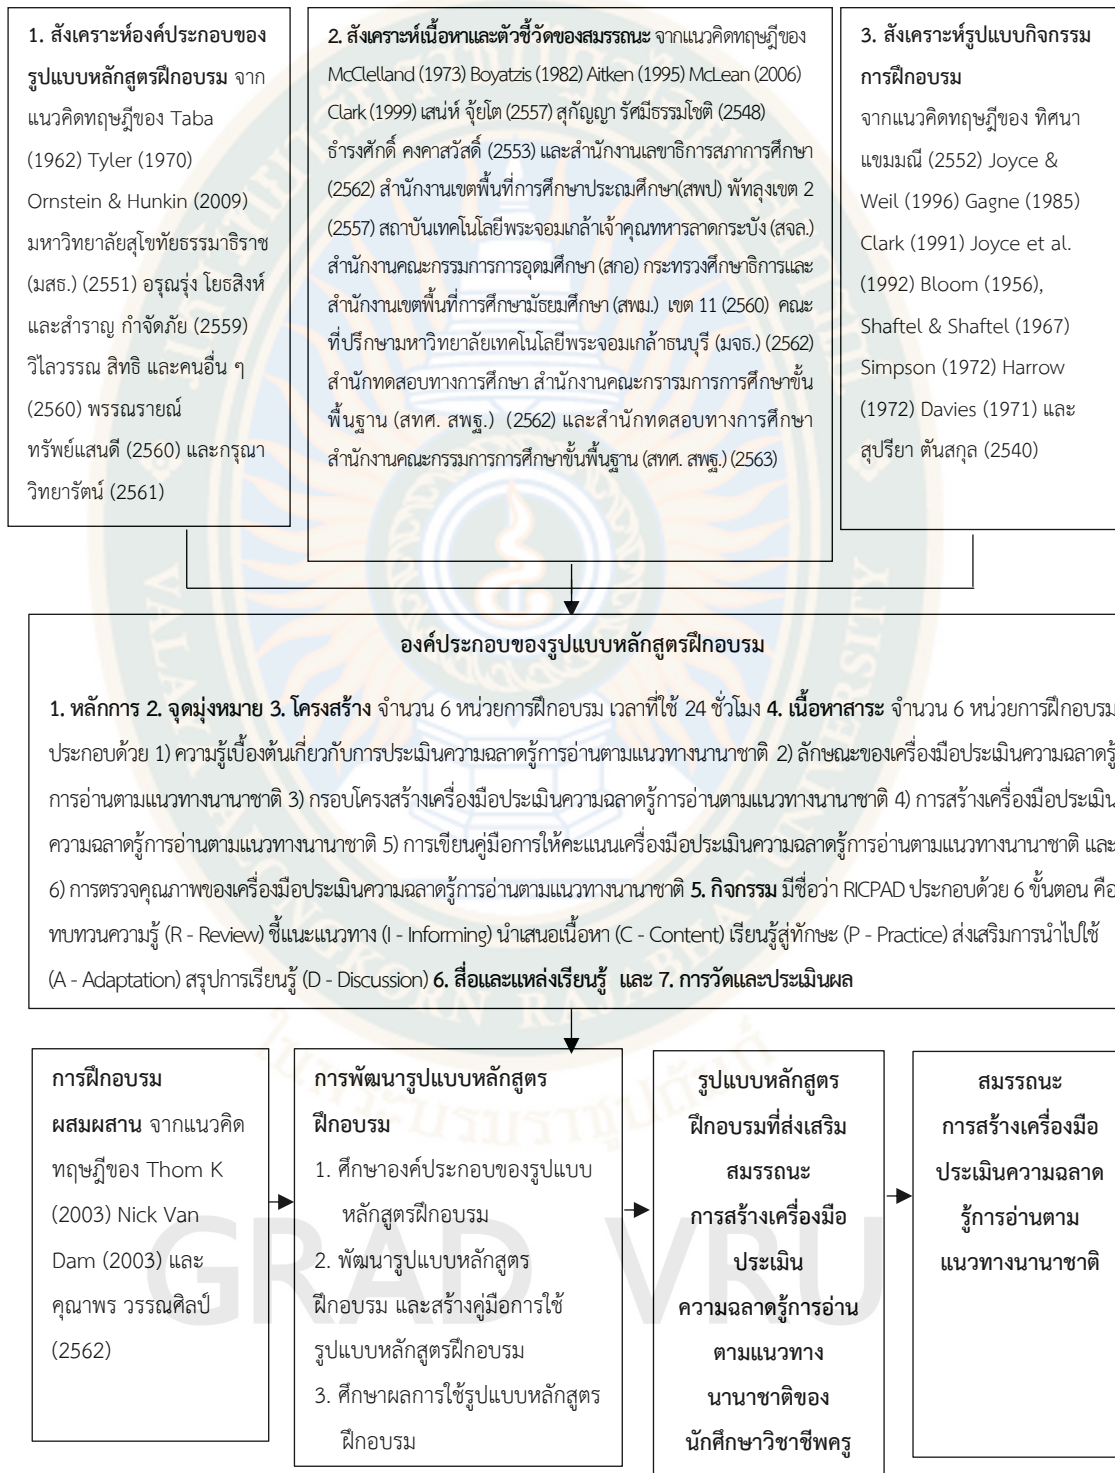 1. สังเคราะห์องค์ประกอบของ
รูปแบบหลักสูตรฝึกอบรม จาก
แนวคิดทฤษฎีของ Taba
(1962) Tyler (1970)
Ornstein & Hunkin (2009)
มหาวิทยาลัยสุโขทัยธรรมาธิราช
(มสธ.) (2551) อรุณรุ่ง โยธสิงห์
และสำราญ กำจัดภัย (2559)
วิไลวรรณ สิทธิ และคนอื่น ๆ
(2560) พรรณรายณ์
ทรัพย์แสนดี (2560) และกรุณา
วิทยารัตน์ (2561)
2. สังเคราะห์เนื้อหาและตัวชี้วัดของสมรรถนะ จากแนวคิดทฤษฎีของ
McClelland (1973) Boyatzis (1982) Aitken (1995) McLean (2006)
Clark (1999) เสน่ห์ จุ้ยโต (2557) สุกัญญา รัศมีธรรมโชติ (2548)
ธำรงศักดิ์ คงคาสวัสดิ์ (2553) และสำนักงานเลขาธิการสภาการศึกษา
(2562) สำนักงานเขตพื้นที่การศึกษาประถมศึกษา(สพป) พัทลุงเขต 2
(2557) สถาบันเทคโนโลยีพระจอมเกล้าเจ้าคุณทหารลาดกระบัง (สจล.)
สำนักงานคณะกรรมการการอุดมศึกษา (สกอ) กระทรวงศึกษาธิการและ
สำนักงานเขตพื้นที่การศึกษามัธยมศึกษา (สพม.) เขต 11 (2560) คณะ
ที่ปรึกษามหาวิทยาลัยเทคโนโลยีพระจอมเกล้าธนบุรี (มจธ.) (2562)
สำนักทดสอบทางการศึกษา สำนักงานคณะกรารมการการศึกษาขั้น
พื้นฐาน (สทศ. สพฐ.) (2562) และสำนักทดสอบทางการศึกษา
สำนักงานคณะกรรมการการศึกษาขั้นพื้นฐาน (สทศ. สพฐ.) (2563)
3. สังเคราะห์รูปแบบกิจกรรม
การฝึกอบรม
จากแนวคิดทฤษฎีของ ทิศนา
แขมมณี (2552) Joyce &
Weil (1996) Gagne (1985)
Clark (1991) Joyce et al.
(1992) Bloom (1956),
Shaftel & Shaftel (1967)
Simpson (1972) Harrow
(1972) Davies (1971) และ
สุปรียา ตันสกุล (2540)
องค์ประกอบของรูปแบบหลักสูตรฝึกอบรม
1. หลักการ 2. จุดมุ่งหมาย 3. โครงสร้าง จำนวน 6 หน่วยการฝึกอบรม เวลาที่ใช้ 24 ชั่วโมง 4. เนื้อหาสาระ จำนวน 6 หน่วยการฝึกอบรม
ประกอบด้วย 1) ความรู้เบื้องต้นเกี่ยวกับการประเมินความฉลาดรู้การอ่านตามแนวทางนานาชาติ 2) ลักษณะของเครื่องมือประเมินความฉลาดรู้
การอ่านตามแนวทางนานาชาติ 3) กรอบโครงสร้างเครื่องมือประเมินความฉลาดรู้การอ่านตามแนวทางนานาชาติ 4) การสร้างเครื่องมือประเมิน
ความฉลาดรู้การอ่านตามแนวทางนานาชาติ 5) การเขียนคู่มือการให้คะแนนเครื่องมือประเมินความฉลาดรู้การอ่านตามแนวทางนานาชาติ และ
6) การตรวจคุณภาพของเครื่องมือประเมินความฉลาดรู้การอ่านตามแนวทางนานาชาติ 5. กิจกรรม มีชื่อว่า RICPAD ประกอบด้วย 6 ขั้นตอน คือ
ทบทวนความรู้ (R - Review) ชี้แนะแนวทาง (I - Informing) นำเสนอเนื้อหา (C - Content) เรียนรู้สู่ทักษะ (P - Practice) ส่งเสริมการนำไปใช้
(A - Adaptation) สรุปการเรียนรู้ (D - Discussion) 6. สื่อและแหล่งเรียนรู้ และ 7. การวัดและประเมินผล
การฝึกอบรม
ผสมผสาน จากแนวคิด
ทฤษฎีของ Thom K
(2003) Nick Van
Dam (2003) และ
คุณาพร วรรณศิลป์
(2562)
การพัฒนารูปแบบหลักสูตร
ฝึกอบรม
1. ศึกษาองค์ประกอบของรูปแบบ
หลักสูตรฝึกอบรม
2. พัฒนารูปแบบหลักสูตร
ฝึกอบรม และสร้างคู่มือการใช้
รูปแบบหลักสูตรฝึกอบรม
3. ศึกษาผลการใช้รูปแบบหลักสูตร
ฝึกอบรม
รูปแบบหลักสูตร
ฝึกอบรมที่ส่งเสริม
สมรรถนะ
การสร้างเครื่องมือ
ประเมิน
ความฉลาดรู้การอ่าน
ตามแนวทาง
นานาชาติของ
นักศึกษาวิชาชีพครู
สมรรถนะ
การสร้างเครื่องมือ
ประเมินความฉลาด
รู้การอ่านตาม
แนวทางนานาชาติ
GRAD VRU
VALAYA ALONGKORN RAJABHAT UNIVERSITY
ในพระบรมราชูปถัมภ์